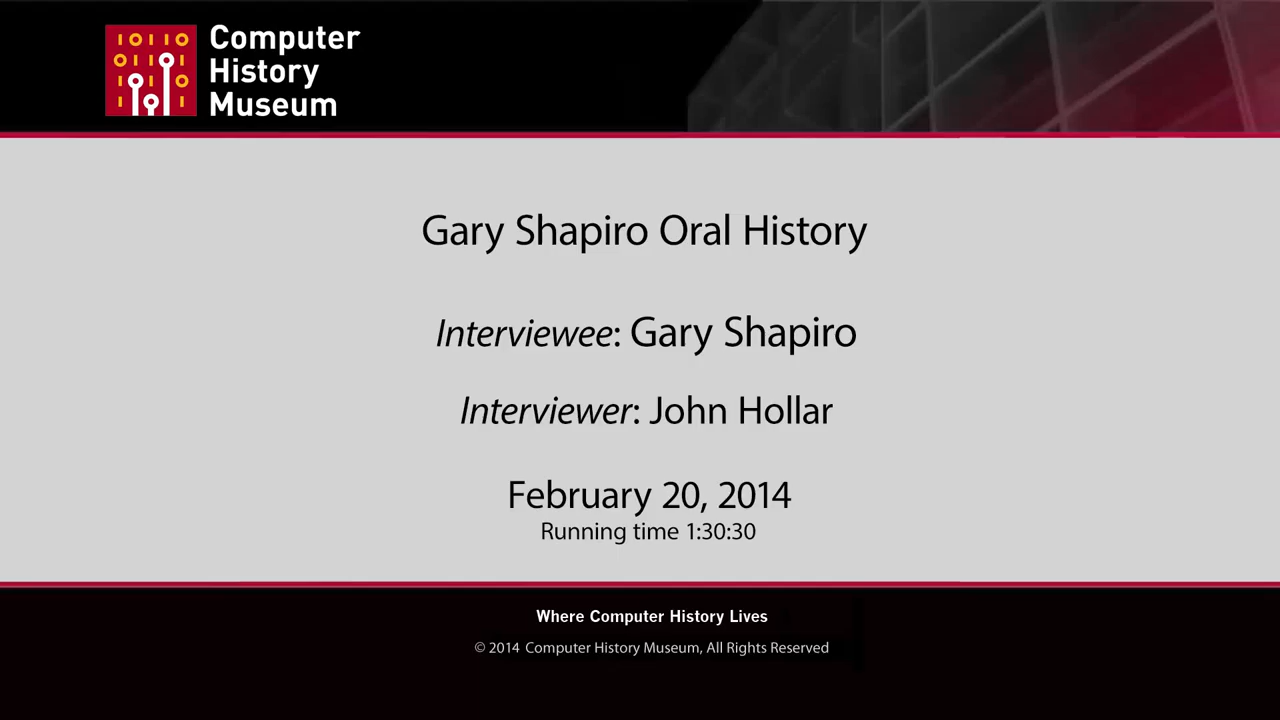 Computer
History
Museum
Gary Shapiro Oral History
Interviewee: Gary Shapiro
Interviewer: John Hollar
February 20, 2014
Running time 1:30:30
Where Computer History Lives
© 2014 Computer History Museum, All Rights Reserved